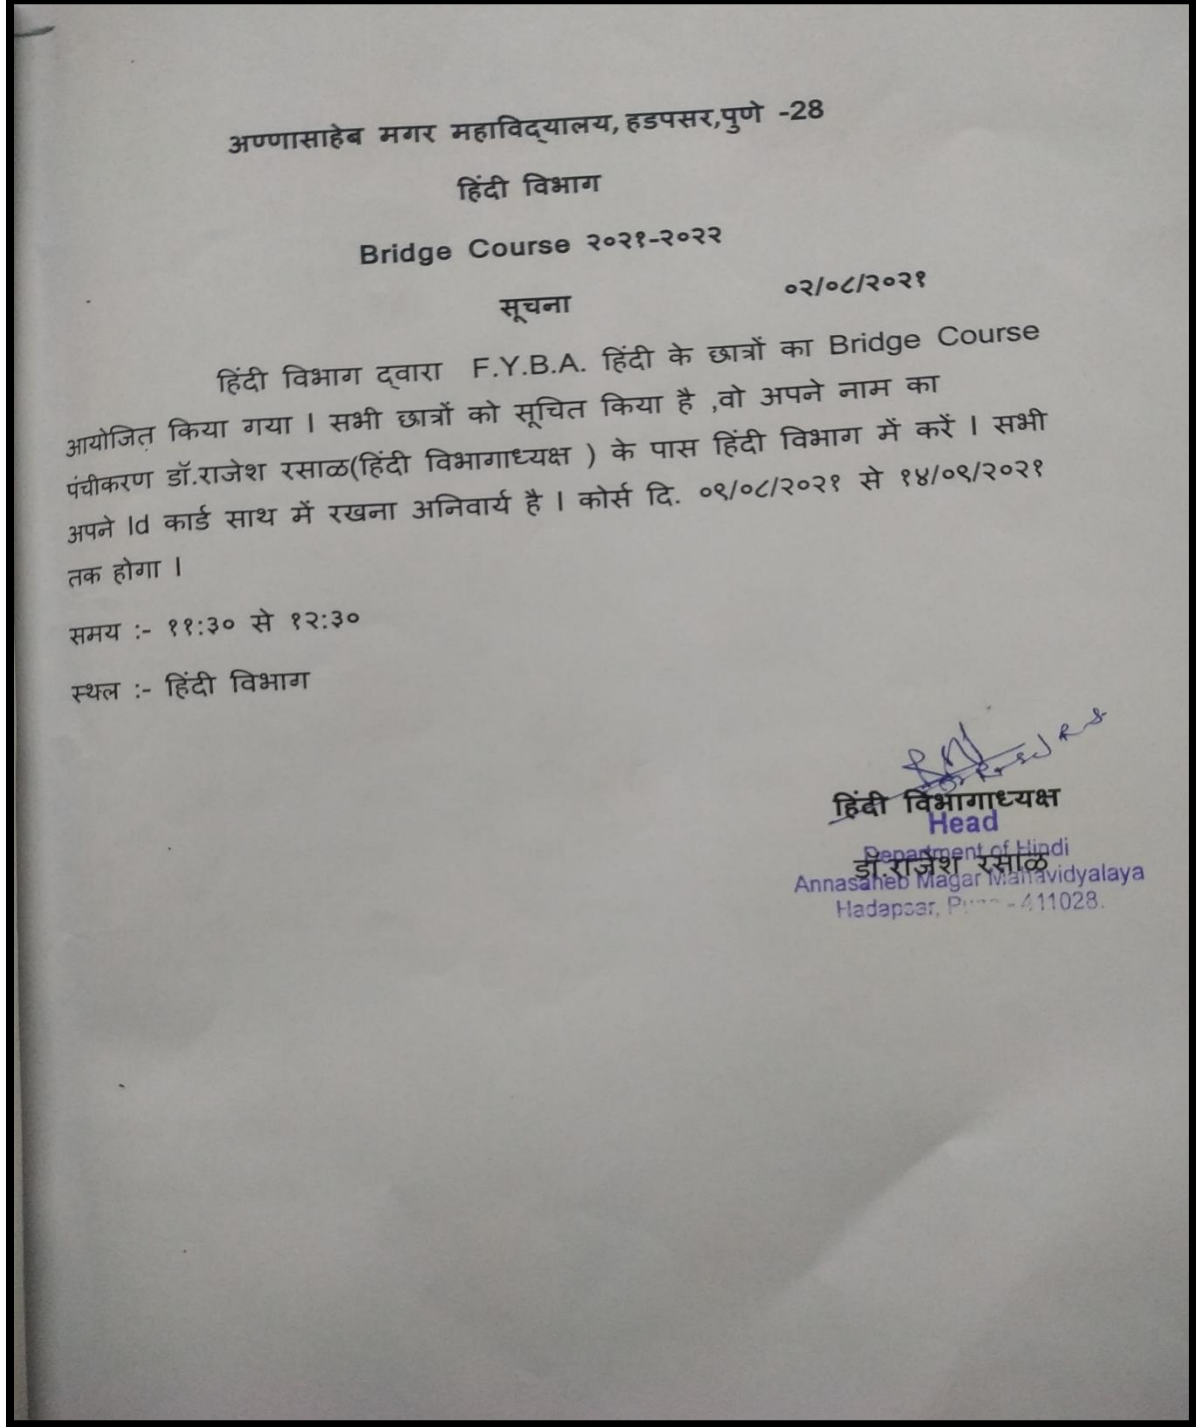 अण्णासाहेब मगर महाविद्यालय, हडपसर,पुणे -28
हिंदी विभाग
Bridge Course २०२१-२०२२
सूचना ०२/०८/२०२१
हिंदी विभाग द्वारा F.Y.B.A. हिंदी के छात्रों का Bridge Course
आयोजित़ किया गया । सभी छात्रों को सूचित किया है ,वो अपने नाम का
पंचीकरण डॉ.राजेश रसाळ(हिंदी विभागाध्यक्ष ) के पास हिंदी विभाग में करें । सभी
अपने Id कार्ड साथ में रखना अनिवार्य है । कोर्स दि. ०९/०८/२०२१ से १४/०९/२०२१
तक होगा ।
समय :- ११:३० से १२:३०
स्थल :- हिंदी विभाग
हिंदी विभागाध्यक्ष
Head
Department of Hindi
डॉ.राजेश रसाळ
Annasaheb Magar Mahavidyalaya
Hadapsar, - 411028.